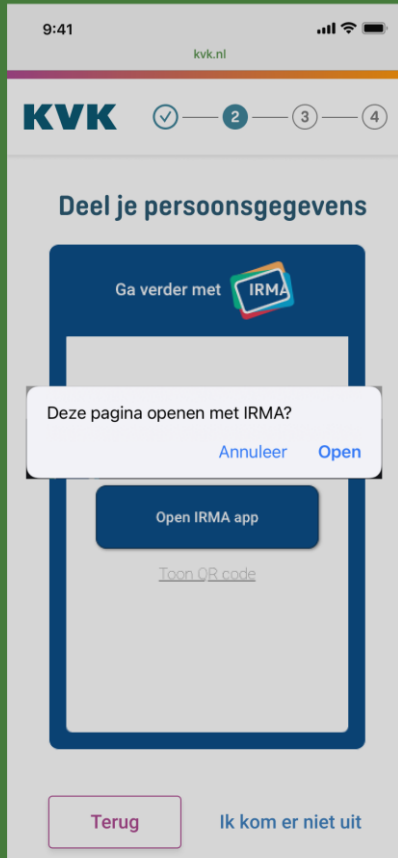 9:41
kvk.nl
KVK 2 3 4
Deel je persoonsgegevens
Ga verder met IRMA
Deze pagina openen met IRMA?
Annuleer Open
Open IRMA app
Toon QR code
Terug Ik kom er niet uit